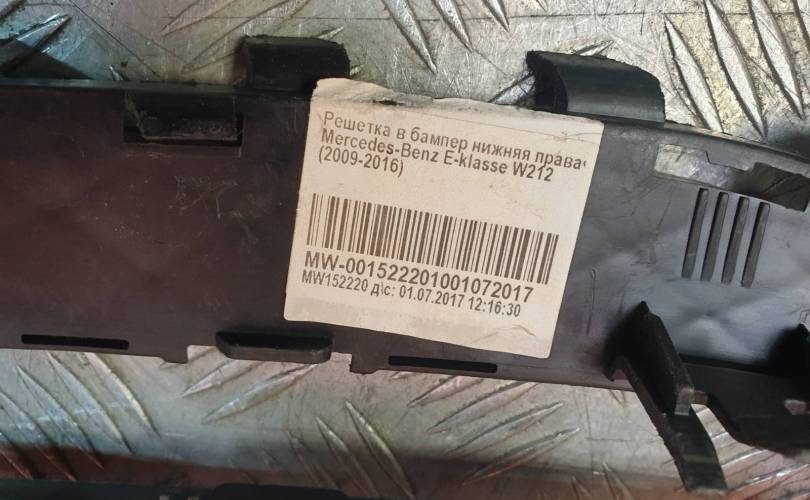 Решетка в бампер нижняя правая
Mercedes-Benz E-klasse W212
(2009-2016)
MW-001522201001072017
MW152220 д\с: 01.07.2017 12:16:30